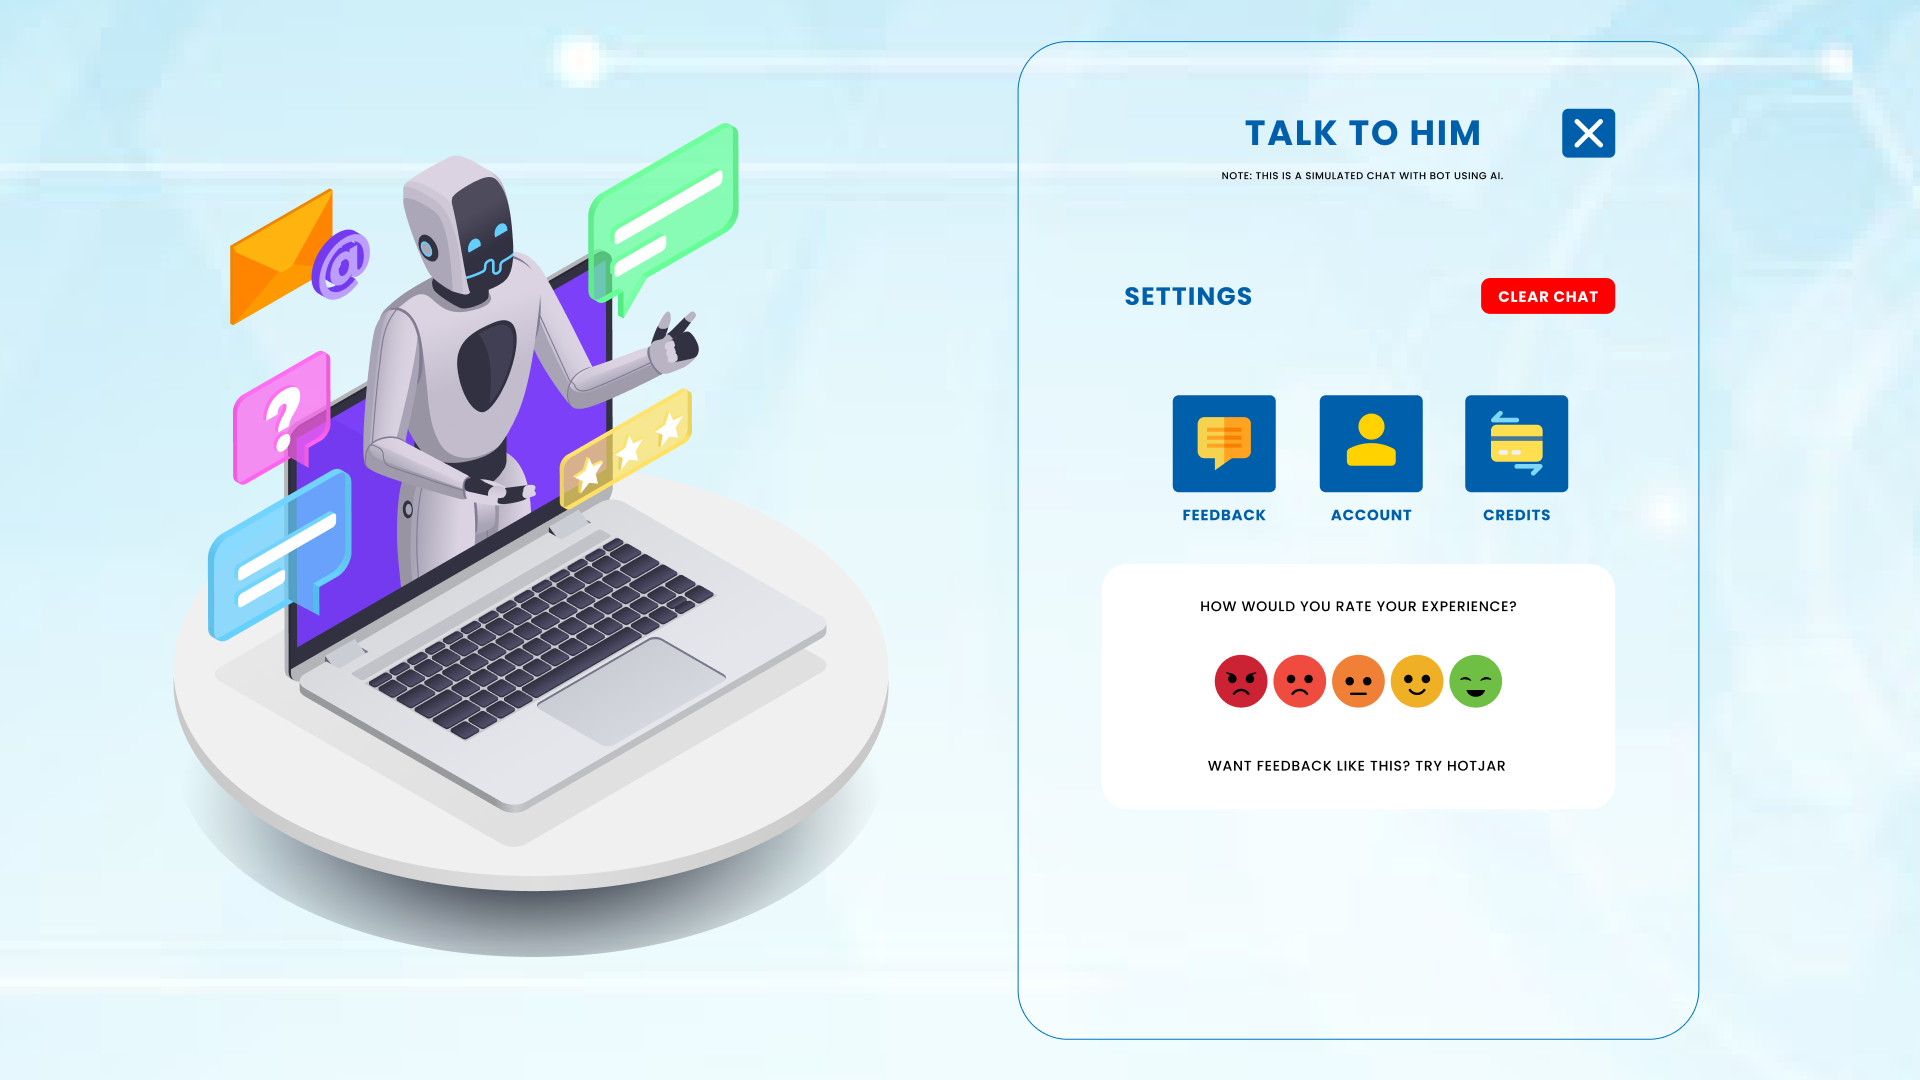 TALK TO HIM
NOTE: THIS IS A SIMULATED CHAT WITH BOT USING AI.
SETTINGS
CLEAR CHAT
FEEDBACK
ACCOUNT
CREDITS
HOW WOULD YOU RATE YOUR EXPERIENCE?
WANT FEEDBACK LIKE THIS? TRY HOTJAR
@
?